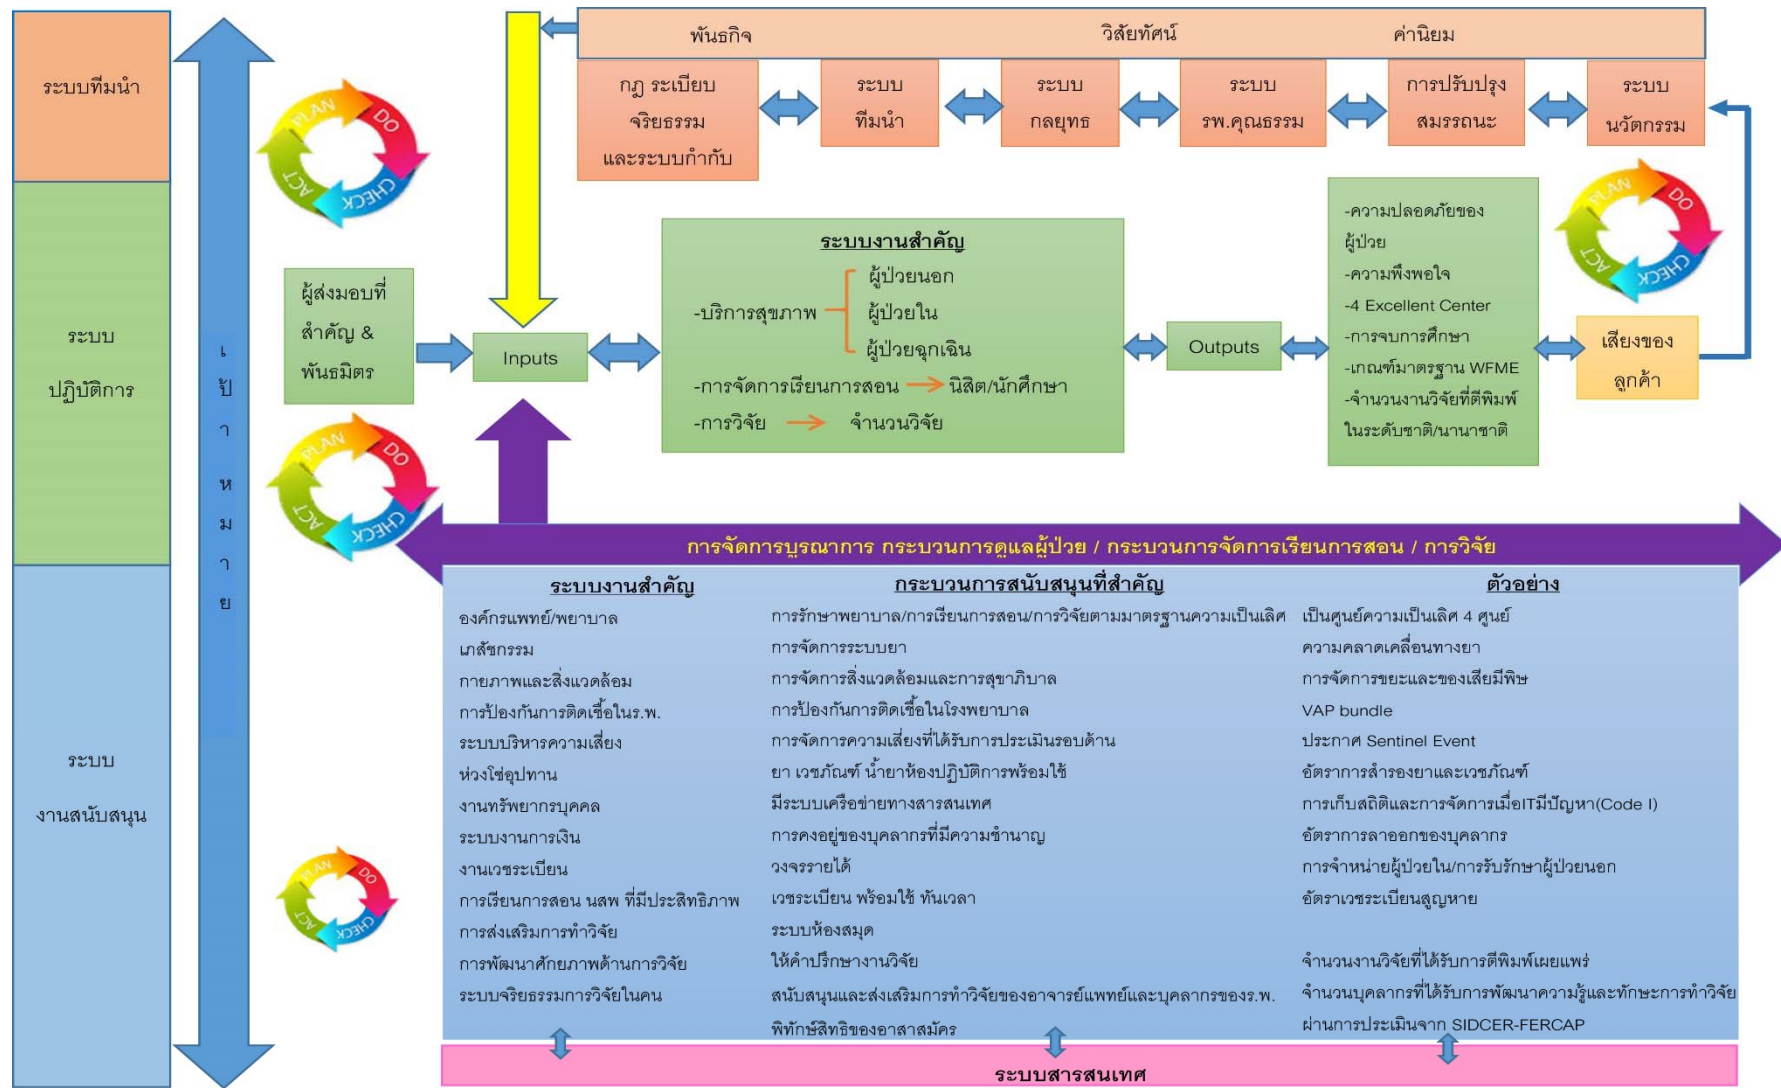 ระบบทีมนำ
ระบบ
ปฏิบัติการ
ระบบ
งานสนับสนุน
เป้าหมาย
PLAN
DO
CHECK
ACT
พันธกิจ
วิสัยทัศน์
ค่านิยม
กฎ ระเบียบ
จริยธรรม
และระบบกำกับ
ระบบ
ทีมนำ
ระบบ
กลยุทธ
ระบบ
รพ.คุณธรรม
การปรับปรุง
สมรรถนะ
ระบบ
นวัตกรรม
ผู้ส่งมอบที่
สำคัญ &
พันธมิตร
Inputs
ระบบงานสำคัญ
-บริการสุขภาพ
ผู้ป่วยนอก
ผู้ป่วยใน
ผู้ป่วยฉุกเฉิน
-การจัดการเรียนการสอน นิสิต/นักศึกษา
-การวิจัย จำนวนวิจัย
Outputs
-ความปลอดภัยของ
ผู้ป่วย
-ความพึงพอใจ
-4 Excellent Center
-การจบการศึกษา
-เกณฑ์มาตรฐาน WFME
-จำนวนงานวิจัยที่ตีพิมพ์
ในระดับชาติ/นานาชาติ
PLAN
DO
CHECK
ACT
เสียงของ
ลูกค้า
PLAN
DO
CHECK
ACT
การจัดการบูรณาการ กระบวนการดูแลผู้ป่วย / กระบวนการจัดการเรียนการสอน / การวิจัย
ระบบงานสำคัญ
องค์กรแพทย์/พยาบาล
เภสัชกรรม
กายภาพและสิ่งแวดล้อม
การป้องกันการติดเชื้อในร.พ.
ระบบบริหารความเสี่ยง
ห่วงโซ่อุปทาน
งานทรัพยากรบุคคล
ระบบงานการเงิน
งานเวชระเบียน
การเรียนการสอน นสพ ที่มีประสิทธิภาพ
การส่งเสริมการทำวิจัย
การพัฒนาศักยภาพด้านการวิจัย
ระบบจริยธรรมการวิจัยในคน
กระบวนการสนับสนุนที่สำคัญ
การรักษาพยาบาล/การเรียนการสอน/การวิจัยตามมาตรฐานความเป็นเลิศ
การจัดการระบบยา
การจัดการสิ่งแวดล้อมและการสุขาภิบาล
การป้องกันการติดเชื้อในโรงพยาบาล
การจัดการความเสี่ยงที่ได้รับการประเมินรอบด้าน
ยา เวชภัณฑ์ น้ำยาห้องปฏิบัติการพร้อมใช้
มีระบบเครือข่ายทางสารสนเทศ
การคงอยู่ของบุคลากรที่มีความชำนาญ
วงจรรายได้
เวชระเบียน พร้อมใช้ ทันเวลา
ระบบห้องสมุด
ให้คำปรึกษางานวิจัย
สนับสนุนและส่งเสริมการทำวิจัยของอาจารย์แพทย์และบุคลากรของร.พ.
พิทักษ์สิทธิของอาสาสมัคร
ตัวอย่าง
เป็นศูนย์ความเป็นเลิศ 4 ศูนย์
ความคลาดเคลื่อนทางยา
การจัดการขยะและของเสียมีพิษ
VAP bundle
ประกาศ Sentinel Event
อัตราการสำรองยาและเวชภัณฑ์
การเก็บสถิติและการจัดการเมื่อITมีปัญหา(Code I)
อัตราการลาออกของบุคลากร
การจำหน่ายผู้ป่วยใน/การรับรักษาผู้ป่วยนอก
อัตราเวชระเบียนสูญหาย
จำนวนงานวิจัยที่ได้รับการตีพิมพ์เผยแพร่
จำนวนบุคลากรที่ได้รับการพัฒนาความรู้และทักษะการทำวิจัย
ผ่านการประเมินจาก SIDCER-FERCAP
PLAN
DO
CHECK
ACT
ระบบสารสนเทศ